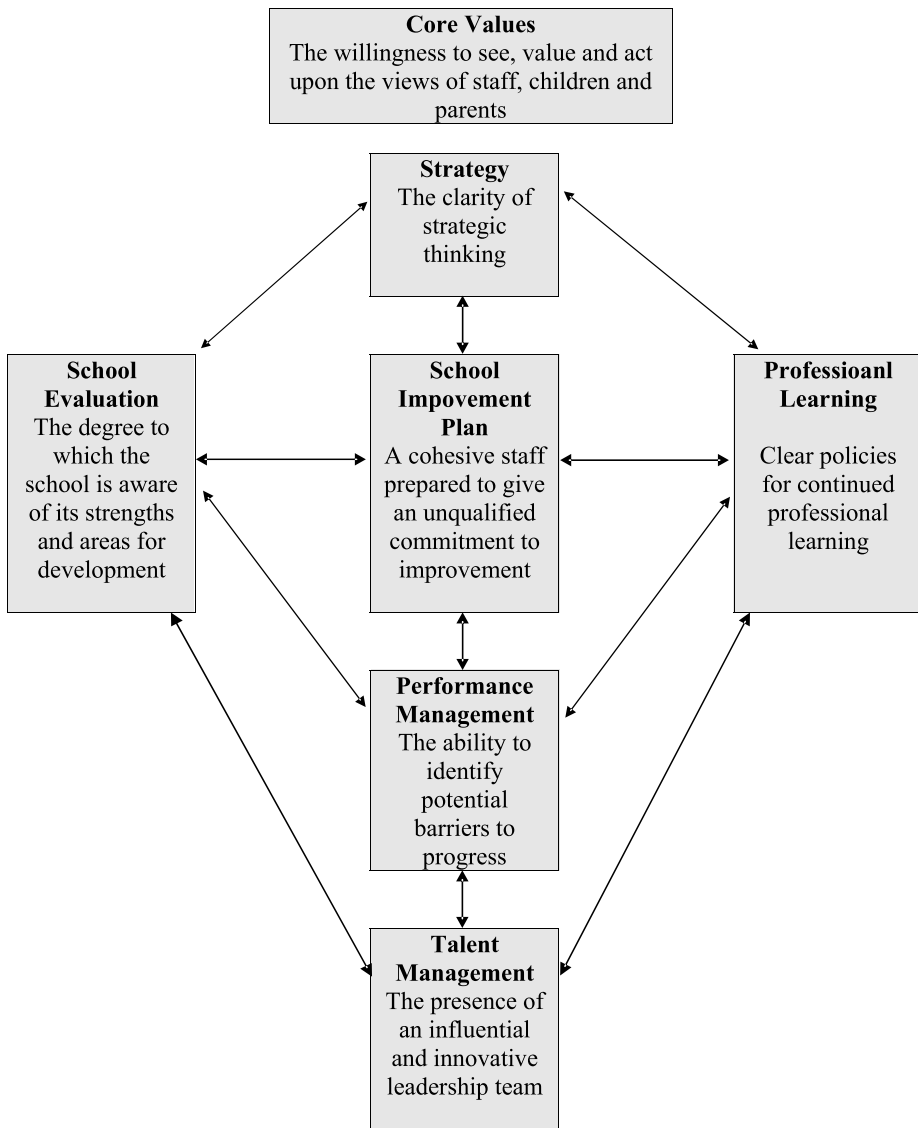 Core Values
The willingness to see, value and act
upon the views of staff, children and
parents
Strategy
The clarity of
strategic
thinking
School
Evaluation
The degree to
which the
school is aware
of its strengths
and areas for
development
School
Impovement
Plan
A cohesive staff
prepared to give
an unqualified
commitment to
improvement
Professioanl
Learning
Clear policies
for continued
professional
learning
Performance
Management
The ability to
identify
potential
barriers to
progress
Talent
Management
The presence of
an influential
and innovative
leadership team